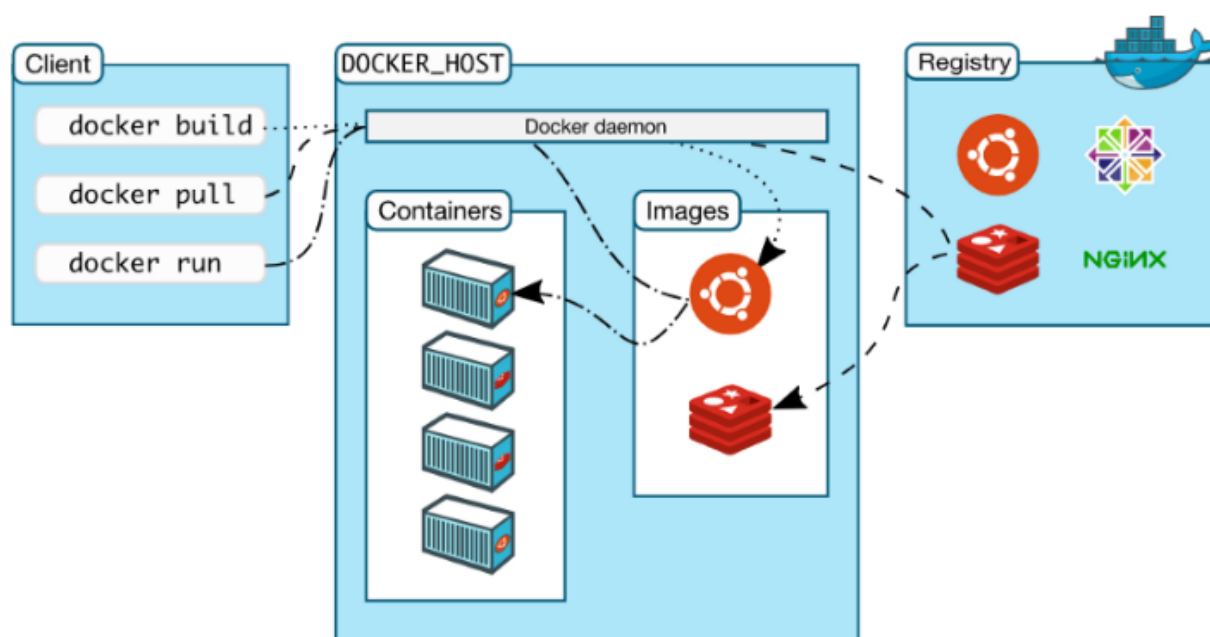 Client
docker build
docker pull
docker run
DOCKER_HOST
Docker daemon
Containers
Images
Registry
NGINX